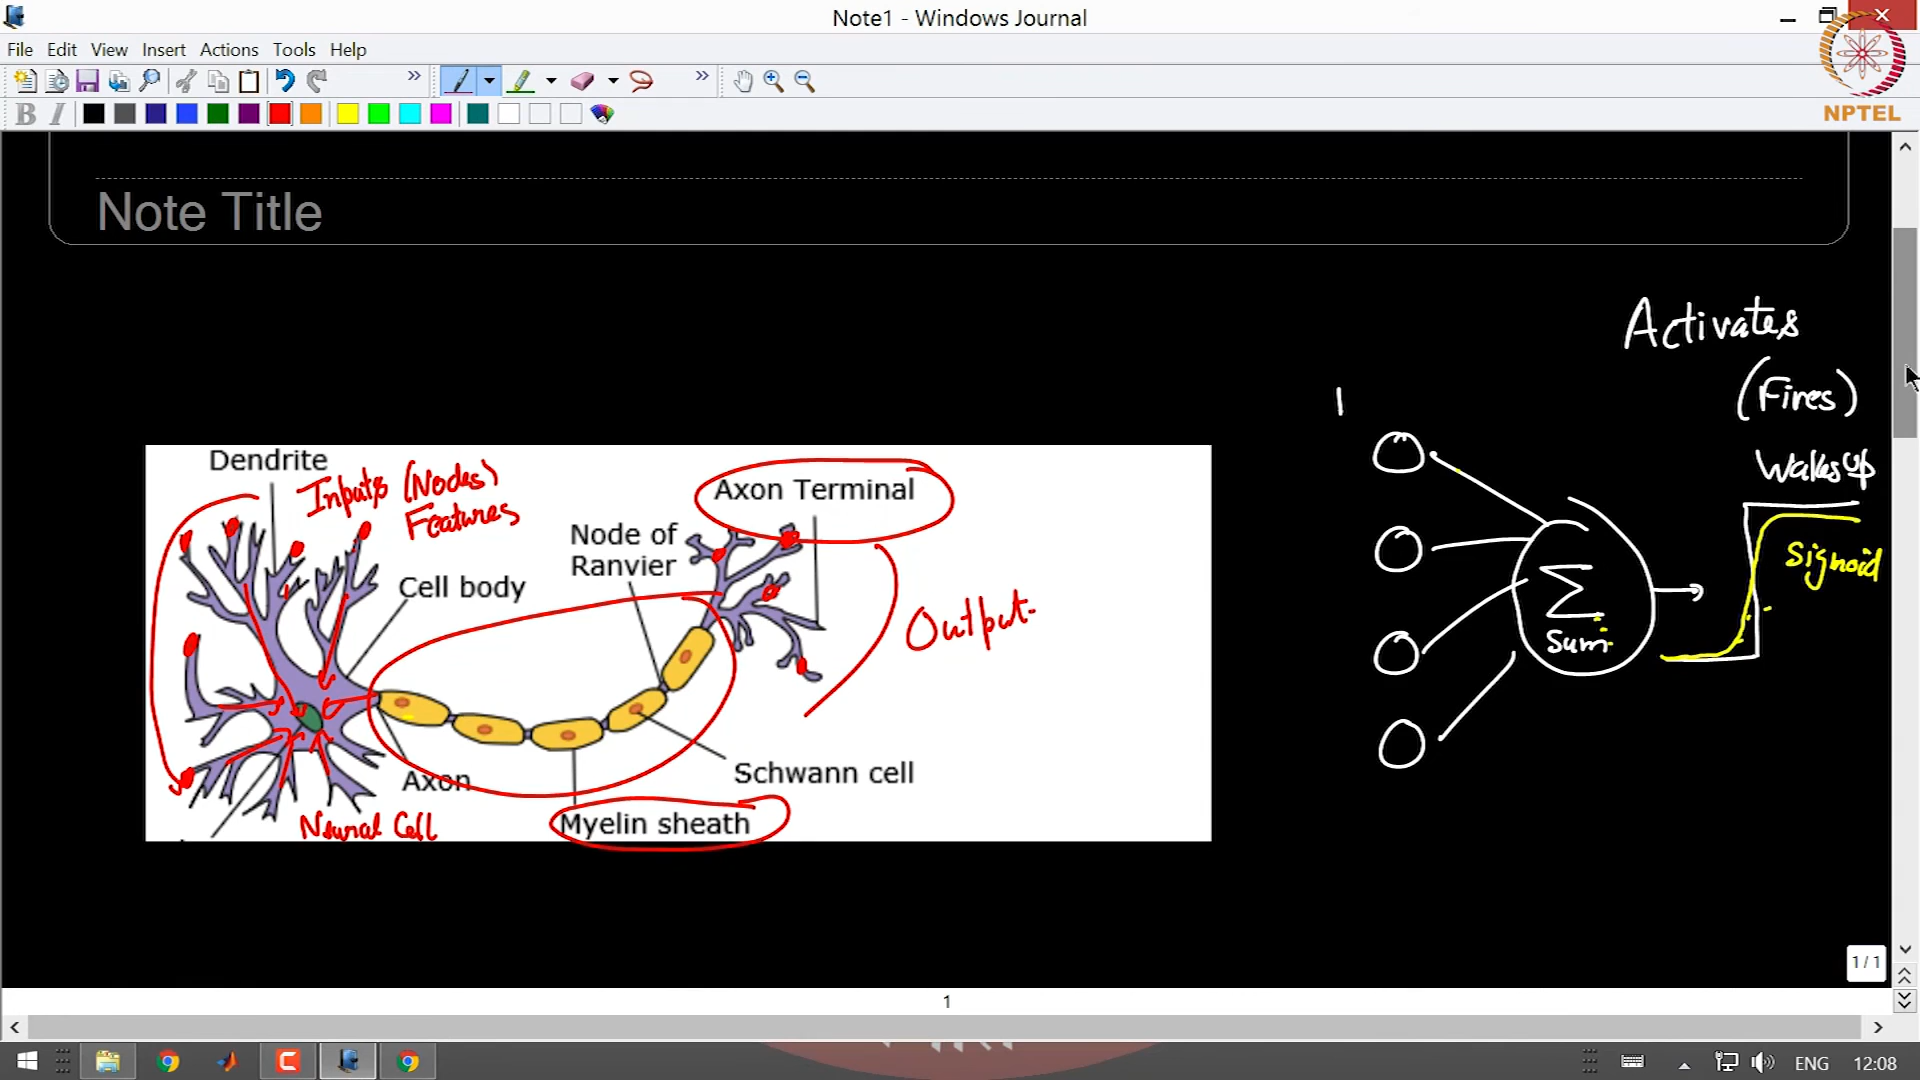 Note1 - Windows Journal
File Edit View Insert Actions Tools Help
B I
NPTEL
Note Title
Activates
(Fires)
Wakes up
Sigmoid
Σ
Sum
Dendrite
Inputs (Nodes)
Features
Axon Terminal
Node of
Ranvier
Cell body
Output
Axon
Schwann cell
Neural Cell
Myelin sheath
1 / 1
1
ENG 12:08